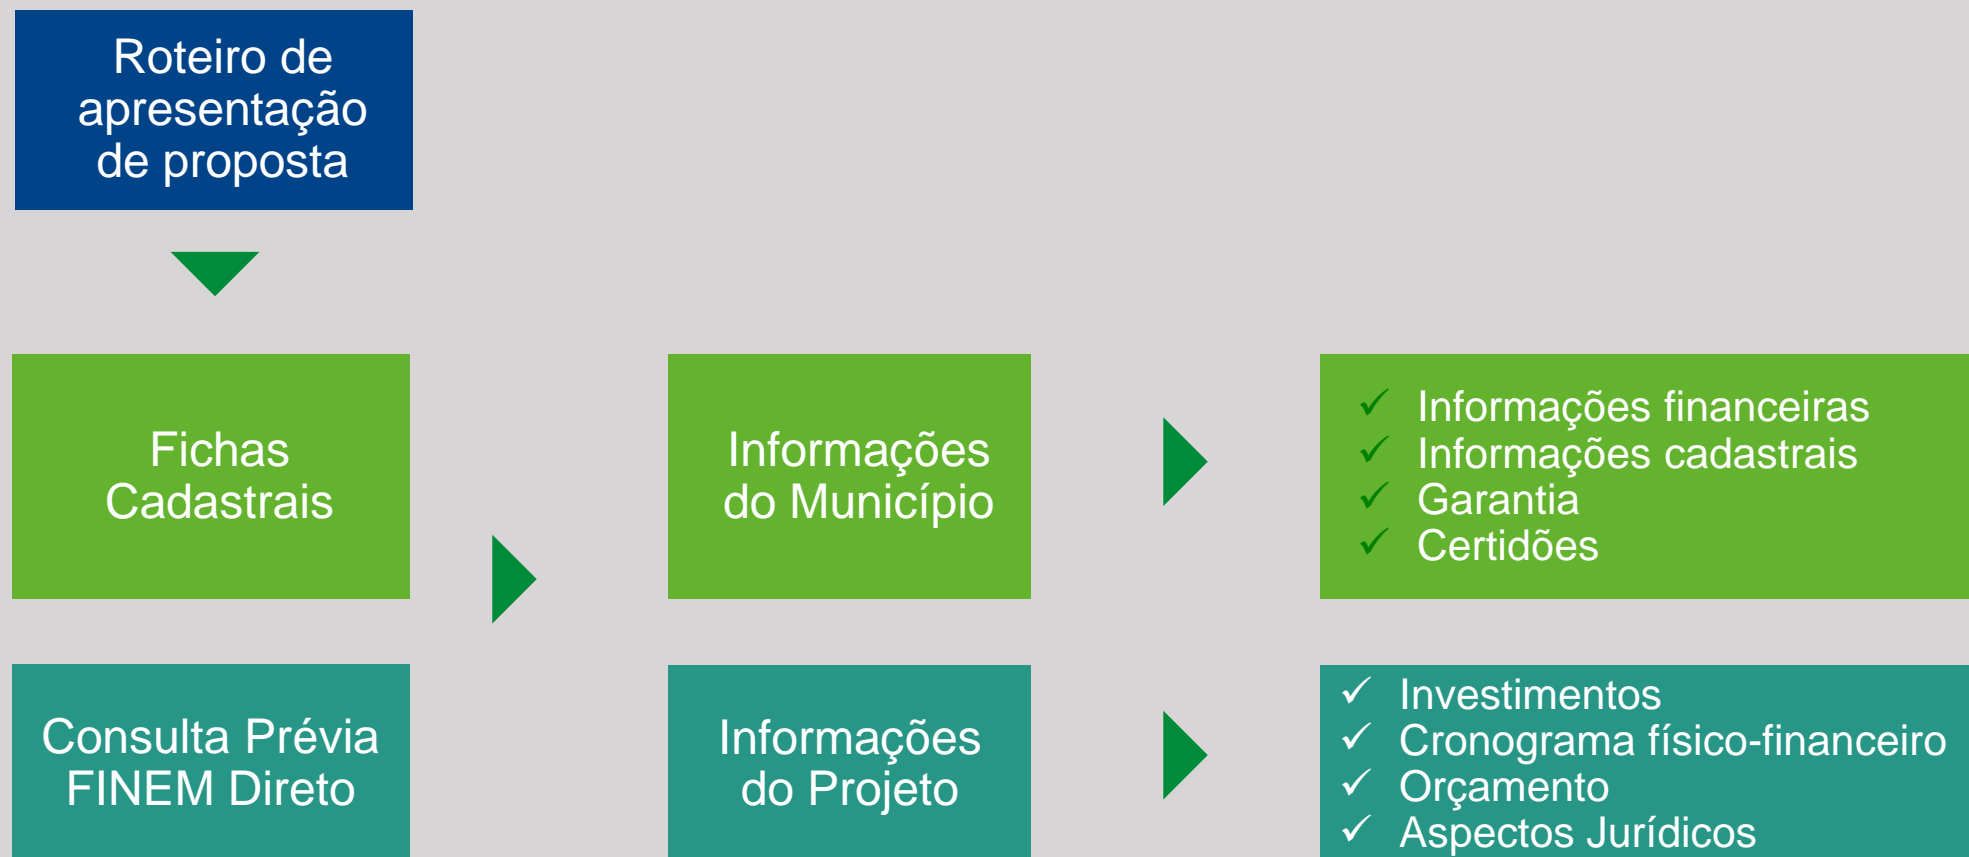 Roteiro de
apresentação
de proposta
Fichas
Cadastrais
Informações
do Município
✓ Informações financeiras
✓ Informações cadastrais
✓ Garantia
✓ Certidões
Consulta Prévia
FINEM Direto
Informações
do Projeto
✓ Investimentos
✓ Cronograma físico-financeiro
✓ Orçamento
✓ Aspectos Jurídicos